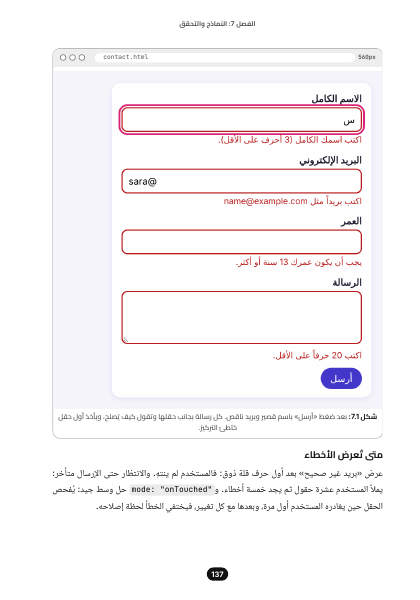 الفصل 7: النماذج والتحقق
contact.html
560px
الاسم الكامل
س
اكتب اسمك الكامل (3 أحرف على الأقل).
البريد الإلكتروني
sara@
اكتب بريداً مثل name@example.com
العمر
يجب أن يكون عمرك 13 سنة أو أكثر.
الرسالة
اكتب 20 حرفاً على الأقل.
أرسل
شكل 7.1: بعد ضغط «أرسل» باسم قصير وبريد ناقص. كل رسالة بجانب حقلها وتقول كيف يُصلح، ويأخذ أول حقل
خاطئ التركيز.
متى تُعرض الأخطاء
عرض «بريد غير صحيح» بعد أول حرف قلة ذوق: فالمستخدم لم ينته. والانتظار حتى الإرسال متأخر:
يملأ المستخدم عشرة حقول ثم يجد خمسة أخطاء. و mode: "onTouched" حل وسط جيد: يُفحص
الحقل حين يغادره المستخدم أول مرة، وبعدها مع كل تغيير، فيختفي الخطأ لحظة إصلاحه.
137